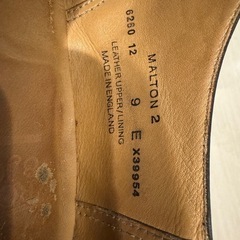 MALTON 2
9 E X39954
6260 12
LEATHER UPPER/LINING
MADE IN ENGLAND